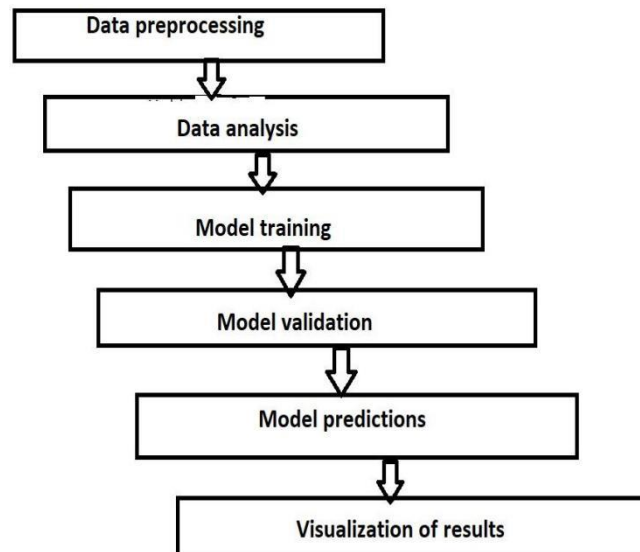 Data preprocessing
Data analysis
Model training
Model validation
Model predictions
Visualization of results